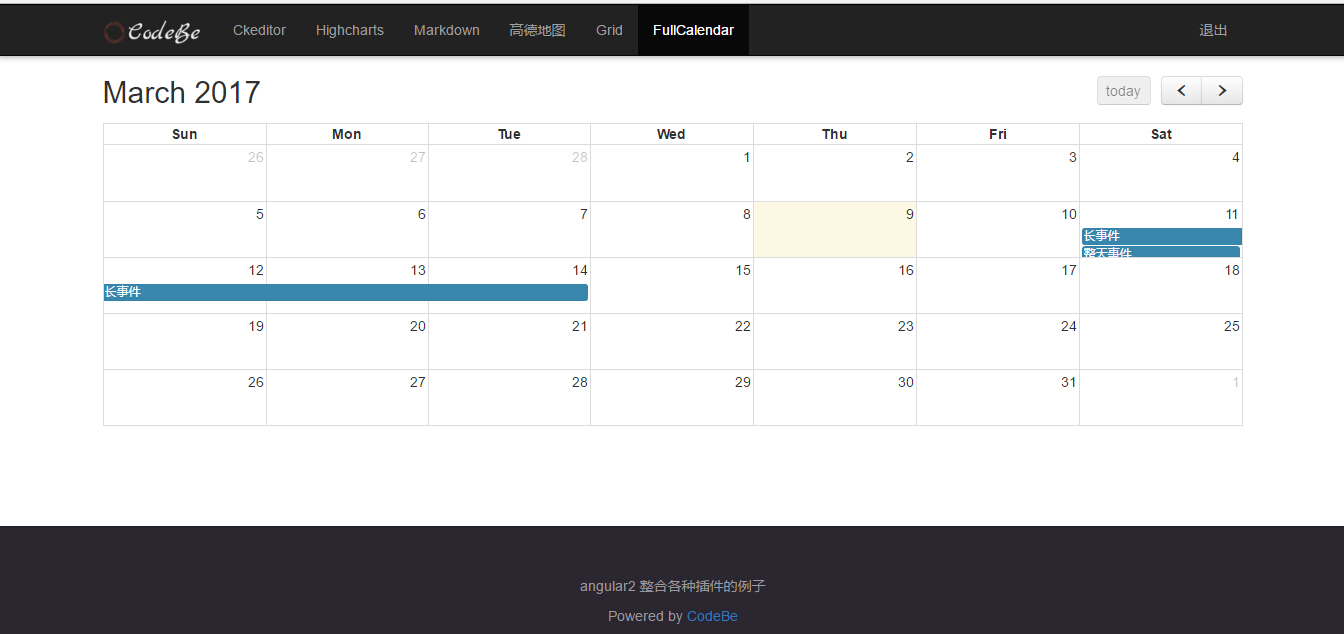 CodeBe Ckeditor Highcharts Markdown 高德地图 Grid FullCalendar 退出
March 2017 today
Sun Mon Tue Wed Thu Fri Sat
26 27 28 1 2 3 4
5 6 7 8 9 10 11
长事件
整天事件
12 13 14 15 16 17 18
长事件
19 20 21 22 23 24 25
26 27 28 29 30 31 1
angular2 整合各种插件的例子
Powered by CodeBe